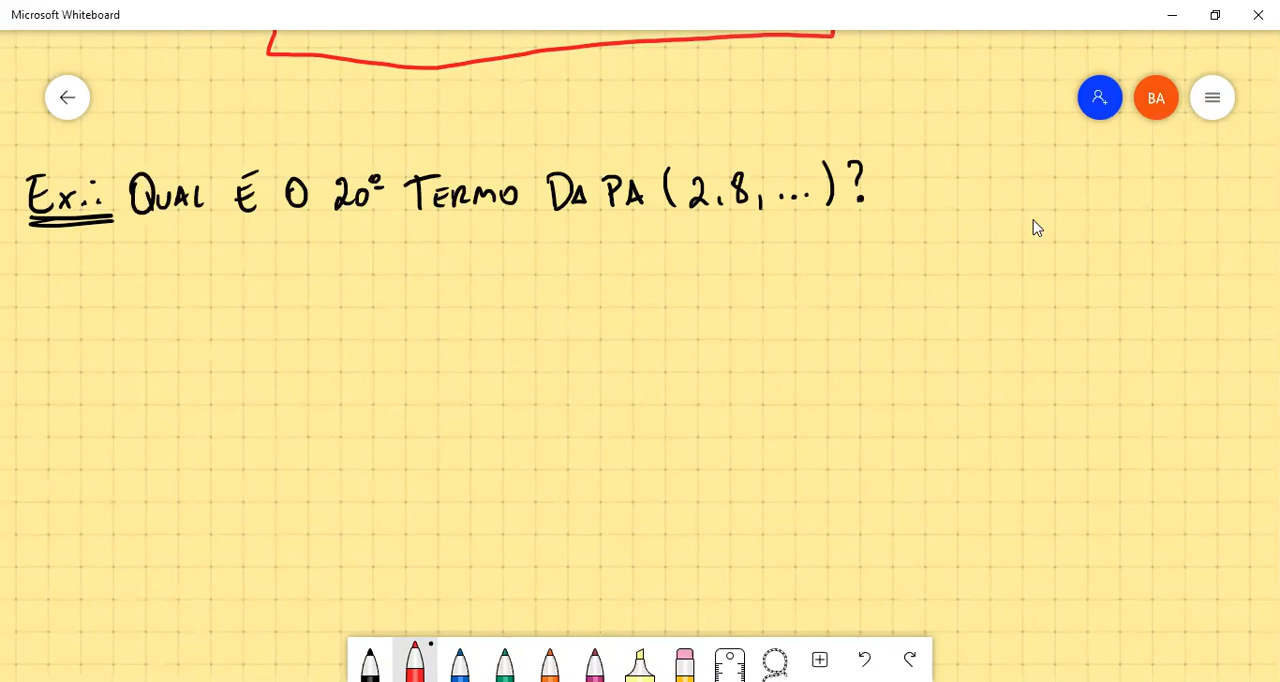 Microsoft Whiteboard
BA
Ex.: QUAL É O 20º TERMO DA PA (2, 8, ...)?